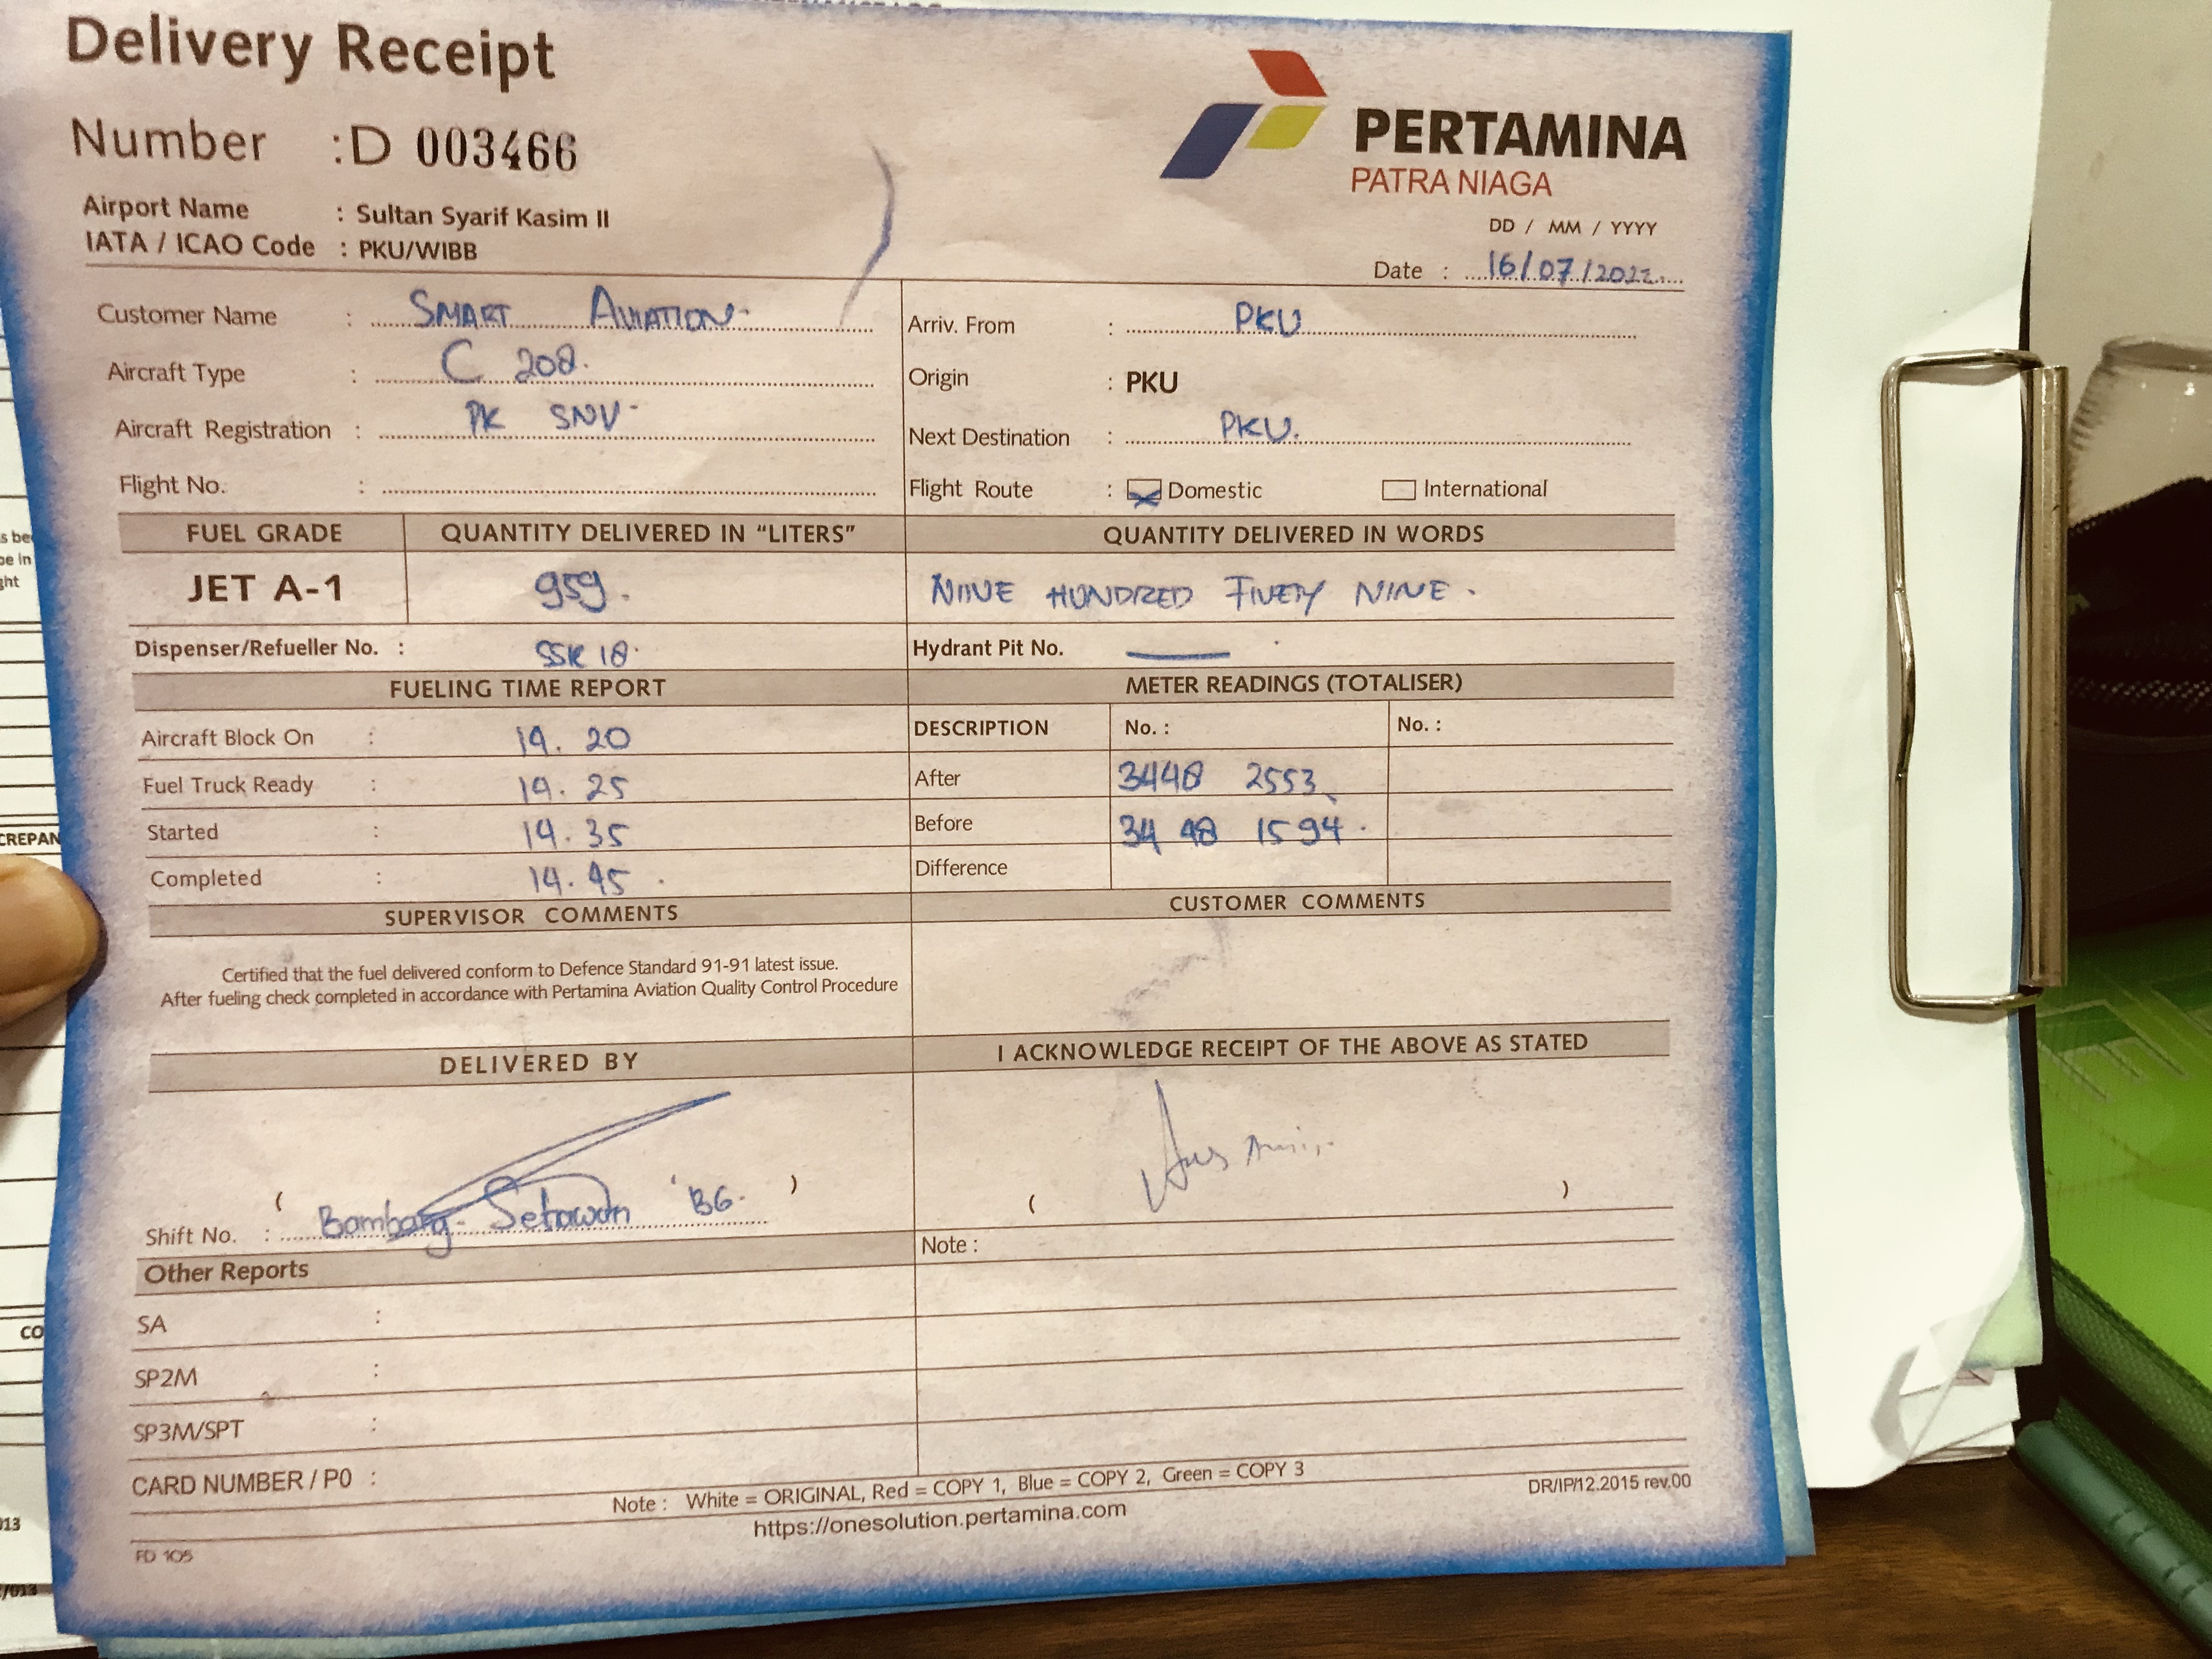 Delivery Receipt
Number : D 003466
PERTAMINA
PATRA NIAGA
Airport Name : Sultan Syarif Kasim II
IATA / ICAO Code : PKU/WIBB
DD / MM / YYYY
Date : 16/07/2022
Customer Name : SMART AVIATION
Arriv. From : PKU
Aircraft Type : C 208.
Origin : PKU
Aircraft Registration : PK SNV
Next Destination : PKU.
Flight No. :
Flight Route : Domestic International
FUEL GRADE QUANTITY DELIVERED IN "LITERS" QUANTITY DELIVERED IN WORDS
JET A-1 959. NINE HUNDRED FIVETY NINE.
Dispenser/Refueller No. : SSK 18. Hydrant Pit No.
FUELING TIME REPORT METER READINGS (TOTALISER)
Aircraft Block On : 14. 20 DESCRIPTION No. : No. :
Fuel Truck Ready : 14. 25 After 3448 2553
Started : 14. 35 Before 34 48 1594.
Completed : 14. 45. Difference
SUPERVISOR COMMENTS CUSTOMER COMMENTS
Certified that the fuel delivered conform to Defence Standard 91-91 latest issue.
After fueling check completed in accordance with Pertamina Aviation Quality Control Procedure
DELIVERED BY I ACKNOWLEDGE RECEIPT OF THE ABOVE AS STATED
( ) ( )
Shift No. : Bambang Setiawan BG.
Note :
Other Reports
SA :
SP2M :
SP3M/SPT :
CARD NUMBER / P0 :
Note : White = ORIGINAL, Red = COPY 1, Blue = COPY 2, Green = COPY 3
DR/IP/12.2015 rev.00
https://onesolution.pertamina.com
FD 105